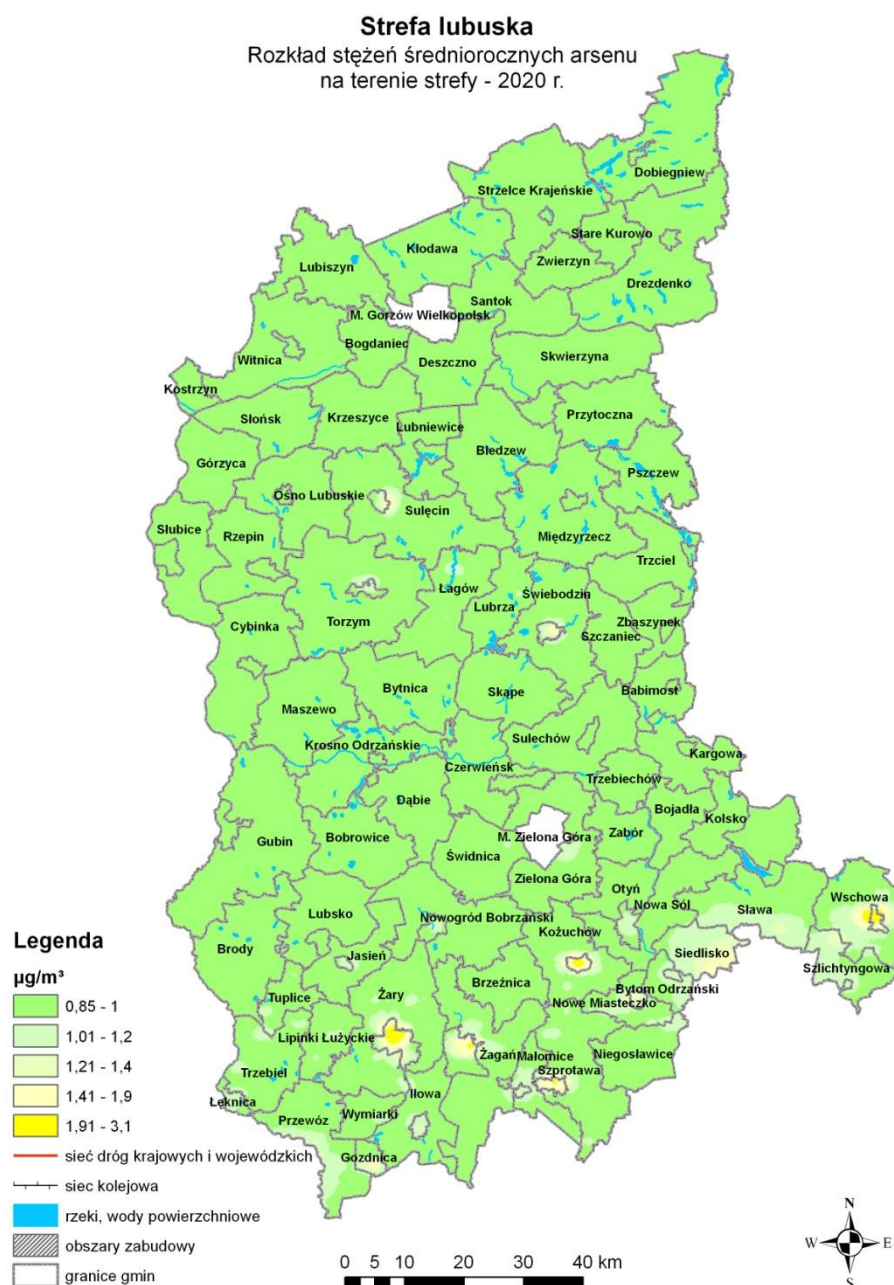 Strefa lubuska
Rozkład stężeń średniorocznych arsenu
na terenie strefy - 2020 r.
Dobiegniew
Strzelce Krajeńskie
Stare Kurowo
Kłodawa
Zwierzyn
Lubiszyn
Drezdenko
Santok
M. Gorzów Wielkopolsk
Bogdaniec
Witnica
Deszczno
Skwierzyna
Kostrzyn
Słońsk
Krzeszyce
Przytoczna
Lubniewice
Bledzew
Górzyca
Pszczew
Ośno Lubuskie
Sulęcin
Słubice
Rzepin
Międzyrzecz
Trzciel
Łagów
Świebodzin
Lubrza
Cybinka
Torzym
Zbąszynek
Szczaniec
Bytnica
Skąpe
Babimost
Maszewo
Sulechów
Krosno Odrzańskie
Kargowa
Czerwieńsk
Trzebiechów
Dąbie
Bojadła
Kolsko
M. Zielona Góra
Zabór
Gubin
Bobrowice
Świdnica
Zielona Góra
Otyń
Wschowa
Nowa Sól
Sława
Lubsko
Nowogród Bobrzański
Kożuchów
Brody
Jasień
Siedlisko
Szlichtyngowa
Brzeźnica
Bytom Odrzański
Tuplice
Żary
Nowe Miasteczko
Lipinki Łużyckie
Żagań
Małomice
Niegosławice
Trzebiel
Szprotawa
Łęknica
Iłowa
Przewóz
Wymiarki
Gozdnica
Legenda
µg/m³
0,85 - 1
1,01 - 1,2
1,21 - 1,4
1,41 - 1,9
1,91 - 3,1
sieć dróg krajowych i wojewódzkich
siec kolejowa
rzeki, wody powierzchniowe
obszary zabudowy
granice gmin
0 5 10 20 30 40 km
N
W E
S